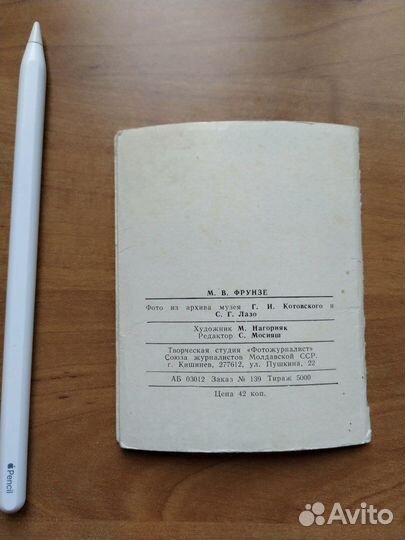 М. В. ФРУНЗЕ
Фото из архива музея Г. И. Котовского и
С. Г. Лазо
Художник М. Нагорняк
Редактор С. Мосияш
Творческая студия «Фотожурналист»
Союза журналистов Молдавской ССР.
г. Кишинев, 277612, ул. Пушкина, 22
АБ 03012 Заказ № 139 Тираж 5000
Цена 42 коп.
Pencil
Avito